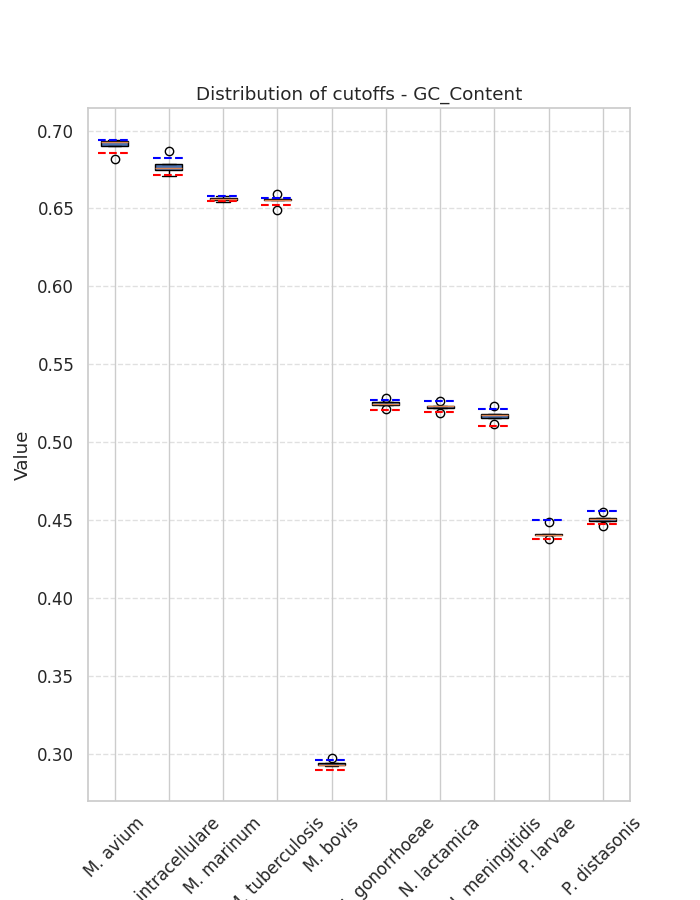 Distribution of cutoffs - GC_Content
Value
0.70
0.65
0.60
0.55
0.50
0.45
0.40
0.35
0.30
M. avium
intracellulare
M. marinum
M. tuberculosis
M. bovis
gonorrhoeae
N. lactamica
meningitidis
P. larvae
P. distasonis